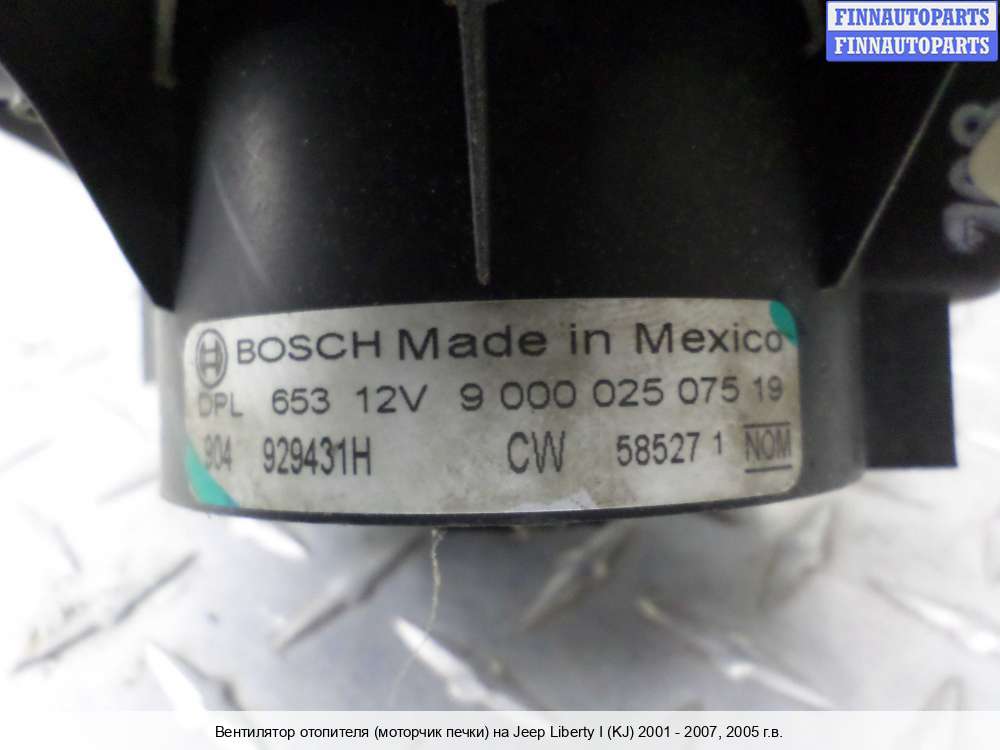 FINNAUTOPARTS
FINNAUTOPARTS
BOSCH Made in Mexico
DPL 653 12V 9 000 025 075 19
904 929431H CW 58527 1 NOM
Вентилятор отопителя (моторчик печки) на Jeep Liberty I (KJ) 2001 - 2007, 2005 г.в.